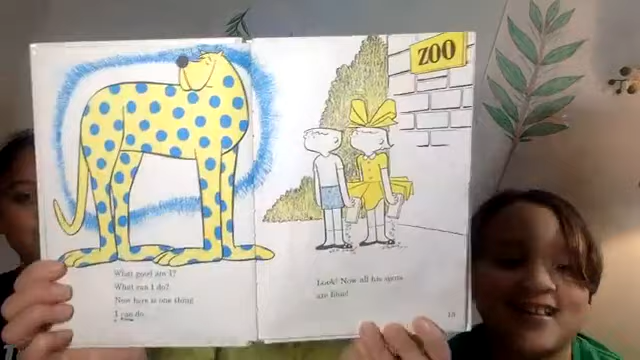 ZOO
What good am I?
What can I do?
Now here is one thing
I can do.
Look! Now all his spots
are blue!